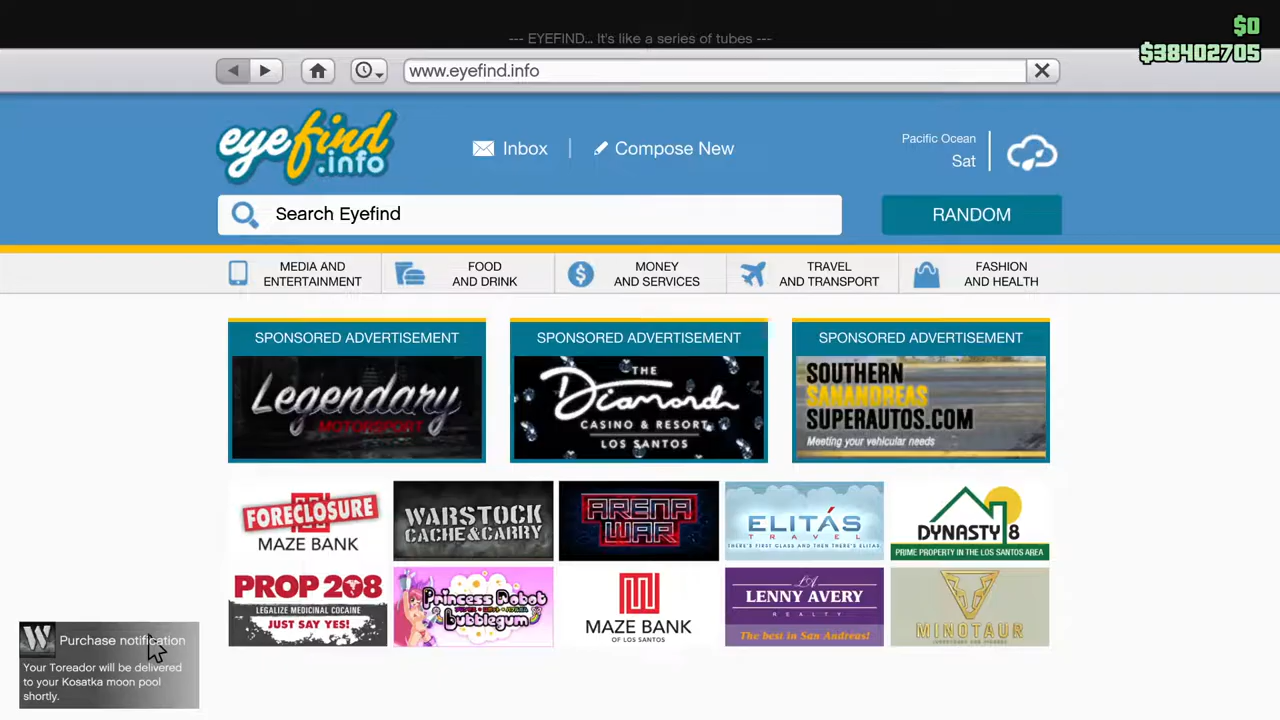 $0
$38402705
--- EYEFIND... It's like a series of tubes ---
www.eyefind.info
eyefind
.info
Inbox
Compose New
Pacific Ocean
Sat
Search Eyefind
RANDOM
MEDIA AND
ENTERTAINMENT
FOOD
AND DRINK
MONEY
AND SERVICES
TRAVEL
AND TRANSPORT
FASHION
AND HEALTH
SPONSORED ADVERTISEMENT
Legendary
MOTORSPORT
SPONSORED ADVERTISEMENT
THE
Diamond
CASINO & RESORT
LOS SANTOS
SPONSORED ADVERTISEMENT
SOUTHERN
SANANDREAS
SUPERAUTOS.COM
Meeting your vehicular needs
FORECLOSURE
MAZE BANK
WARSTOCK
CACHE&CARRY
ARENA
WAR
ELITÁS
TRAVEL
THERE'S FIRST CLASS AND THEN THERE'S ELITAS
DYNASTY 8
PRIME PROPERTY IN THE LOS SANTOS AREA
PROP 208
LEGALIZE MEDICINAL COCAINE
JUST SAY YES!
Princess Robot
Bubblegum
MAZE BANK
OF LOS SANTOS
LA
LENNY AVERY
REALTY
The best in San Andreas!
MINOTAUR
W
Purchase notification
Your Toreador will be delivered
to your Kosatka moon pool
shortly.